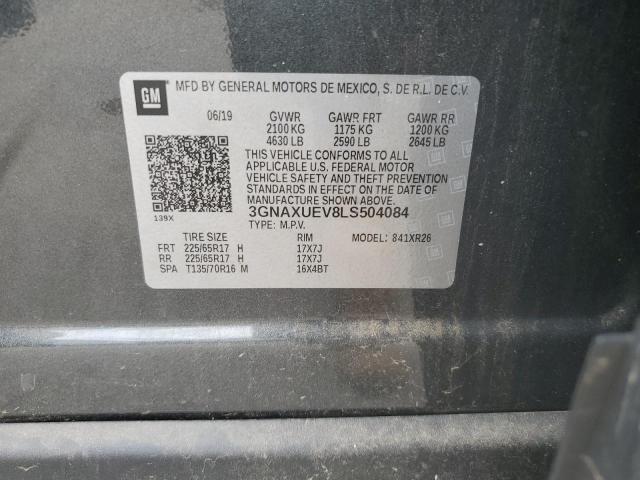 GM
MFD BY GENERAL MOTORS DE MEXICO, S. DE R.L. DE C.V.
06/19 GVWR GAWR FRT GAWR RR
2100 KG 1175 KG 1200 KG
4630 LB 2590 LB 2645 LB
THIS VEHICLE CONFORMS TO ALL
APPLICABLE U.S. FEDERAL MOTOR
VEHICLE SAFETY AND THEFT PREVENTION
STANDARDS IN EFFECT ON THE DATE OF
MANUFACTURE SHOWN ABOVE.
139X 3GNAXUEV8LS504084
TYPE: M.P.V.
TIRE SIZE RIM MODEL: 841XR26
FRT 225/65R17 H 17X7J
RR 225/65R17 H 17X7J
SPA T135/70R16 M 16X4BT